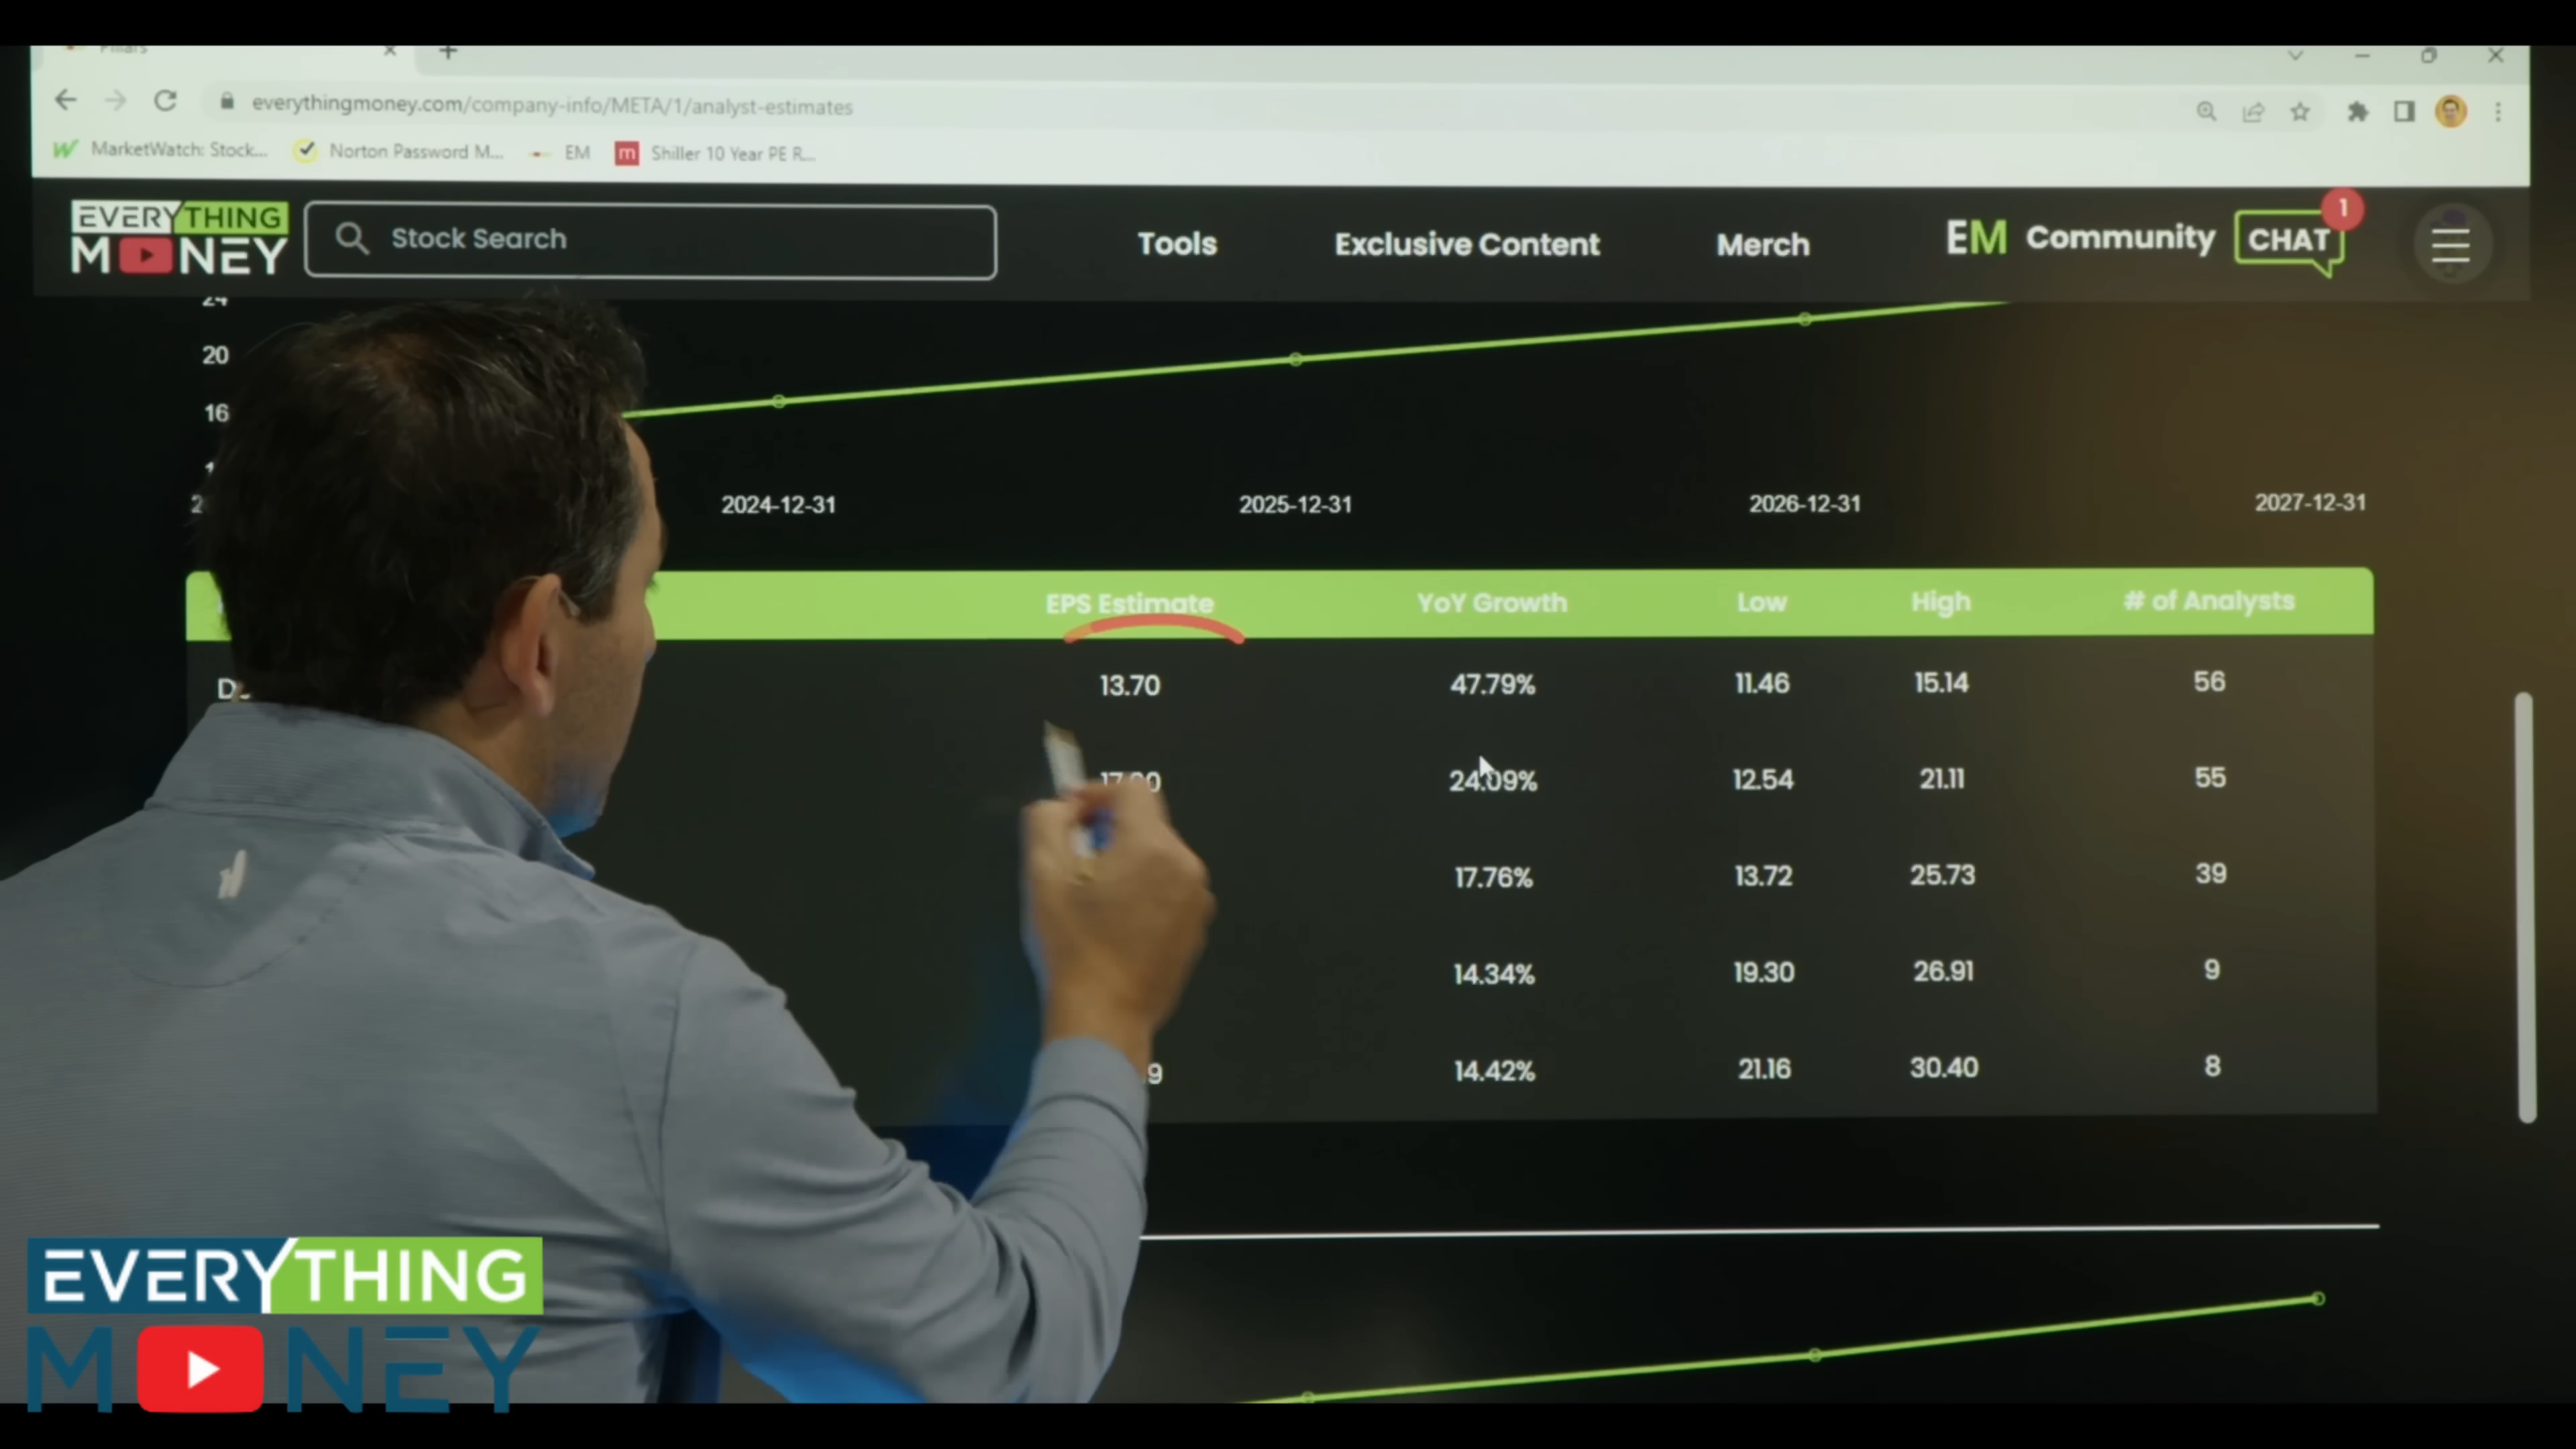 Pillars
everythingmoney.com/company-info/META/1/analyst-estimates
MarketWatch: Stock... Norton Password M... EM m Shiller 10 Year PE R...
EVERYTHING
MONEY
Stock Search
Tools Exclusive Content Merch EM Community CHAT 1
24
20
16
2024-12-31 2025-12-31 2026-12-31 2027-12-31
EPS Estimate YoY Growth Low High # of Analysts
13.70 47.79% 11.46 15.14 56
24.09% 12.54 21.11 55
17.76% 13.72 25.73 39
14.34% 19.30 26.91 9
14.42% 21.16 30.40 8
EVERYTHING
MONEY